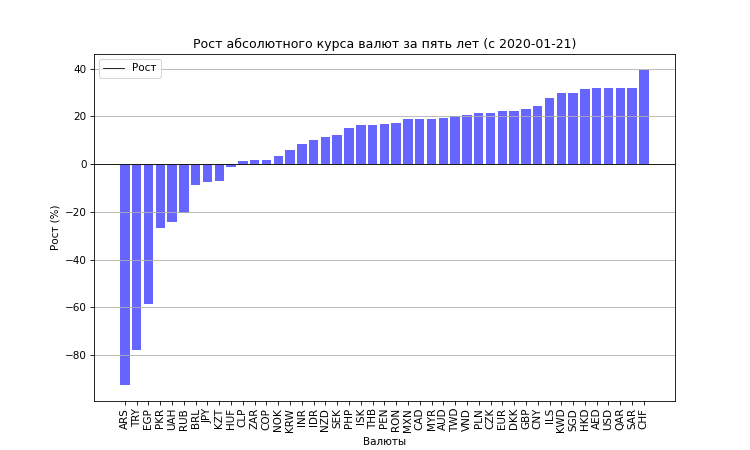 Рост абсолютного курса валют за пять лет (с 2020-01-21)
Рост
40
20
0
−20
−40
−60
−80
Рост (%)
ARS TRY EGP PKR UAH RUB BRL JPY KZT HUF CLP ZAR COP NOK KRW INR IDR NZD SEK PHP ISK THB PEN RON MXN CAD MYR AUD TWD VND PLN CZK EUR DKK GBP CNY ILS KWD SGD HKD AED USD QAR SAR CHF
Валюты